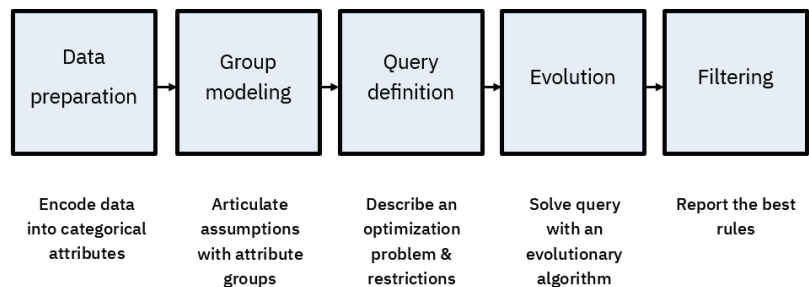 Data
preparation
Group
modeling
Query
definition
Evolution
Filtering
Encode data
into categorical
attributes
Articulate
assumptions
with attribute
groups
Describe an
optimization
problem &
restrictions
Solve query
with an
evolutionary
algorithm
Report the best
rules